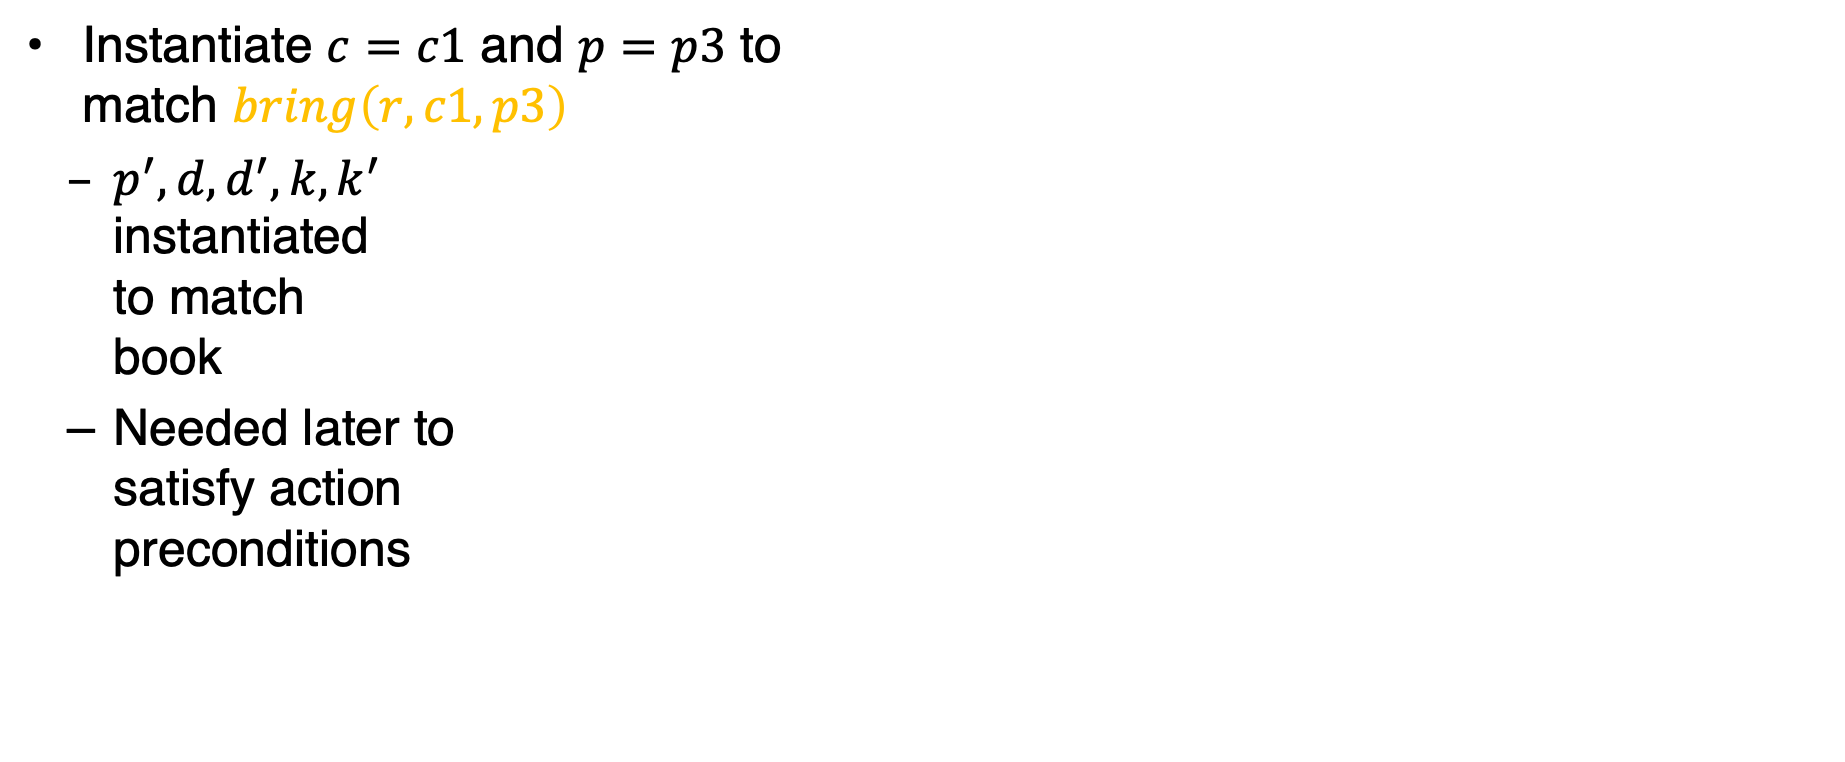 • Instantiate c = c1 and p = p3 to
match bring(r, c1, p3)
– p′, d, d′, k, k′
instantiated
to match
book
– Needed later to
satisfy action
preconditions